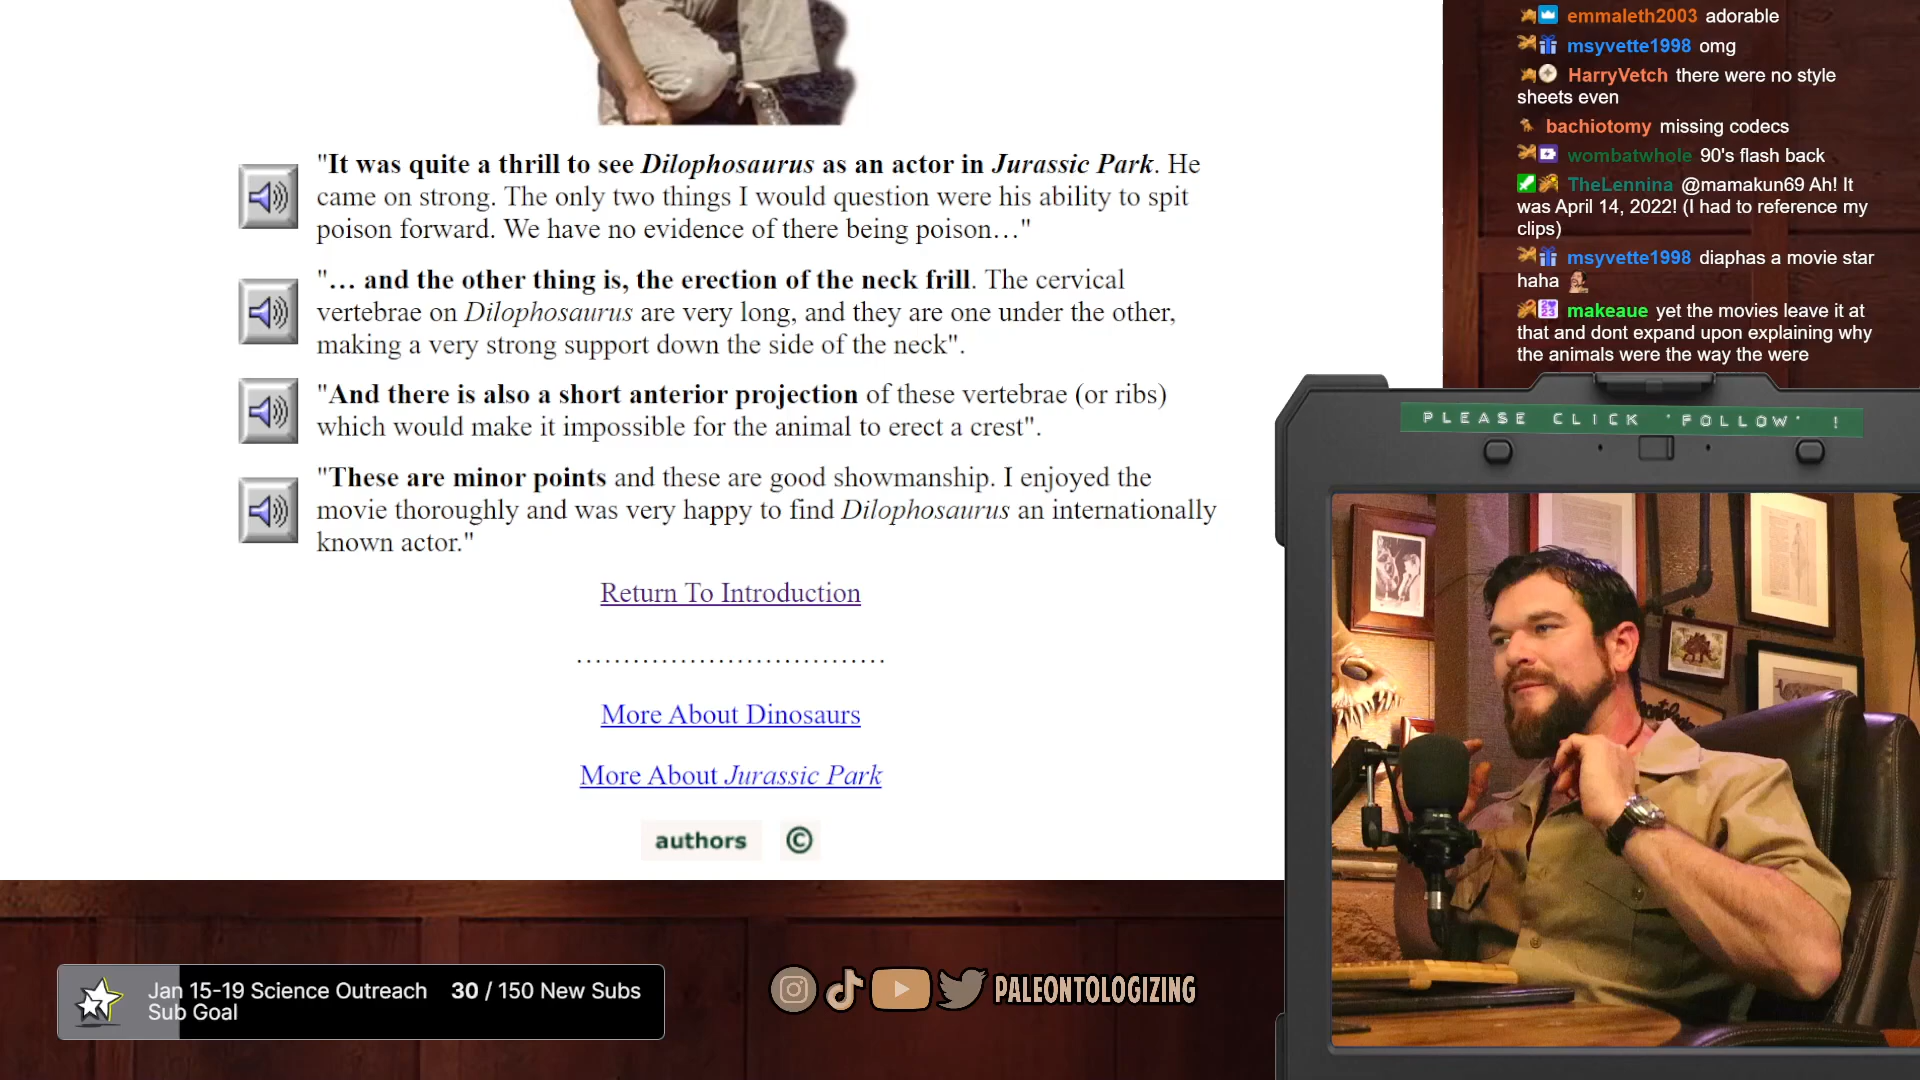 "It was quite a thrill to see Dilophosaurus as an actor in Jurassic Park. He
came on strong. The only two things I would question were his ability to spit
poison forward. We have no evidence of there being poison…"
"… and the other thing is, the erection of the neck frill. The cervical
vertebrae on Dilophosaurus are very long, and they are one under the other,
making a very strong support down the side of the neck".
"And there is also a short anterior projection of these vertebrae (or ribs)
which would make it impossible for the animal to erect a crest".
"These are minor points and these are good showmanship. I enjoyed the
movie thoroughly and was very happy to find Dilophosaurus an internationally
known actor."
Return To Introduction
................................
More About Dinosaurs
More About Jurassic Park
authors ©
emmaleth2003 adorable
msyvette1998 omg
HarryVetch there were no style
sheets even
bachiotomy missing codecs
wombatwhole 90's flash back
TheLennina @mamakun69 Ah! It
was April 14, 2022! (I had to reference my
clips)
msyvette1998 diaphas a movie star
haha
makeaue yet the movies leave it at
that and dont expand upon explaining why
the animals were the way the were
PLEASE CLICK 'FOLLOW' !
Jan 15-19 Science Outreach 30 / 150 New Subs
Sub Goal
PALEONTOLOGIZING